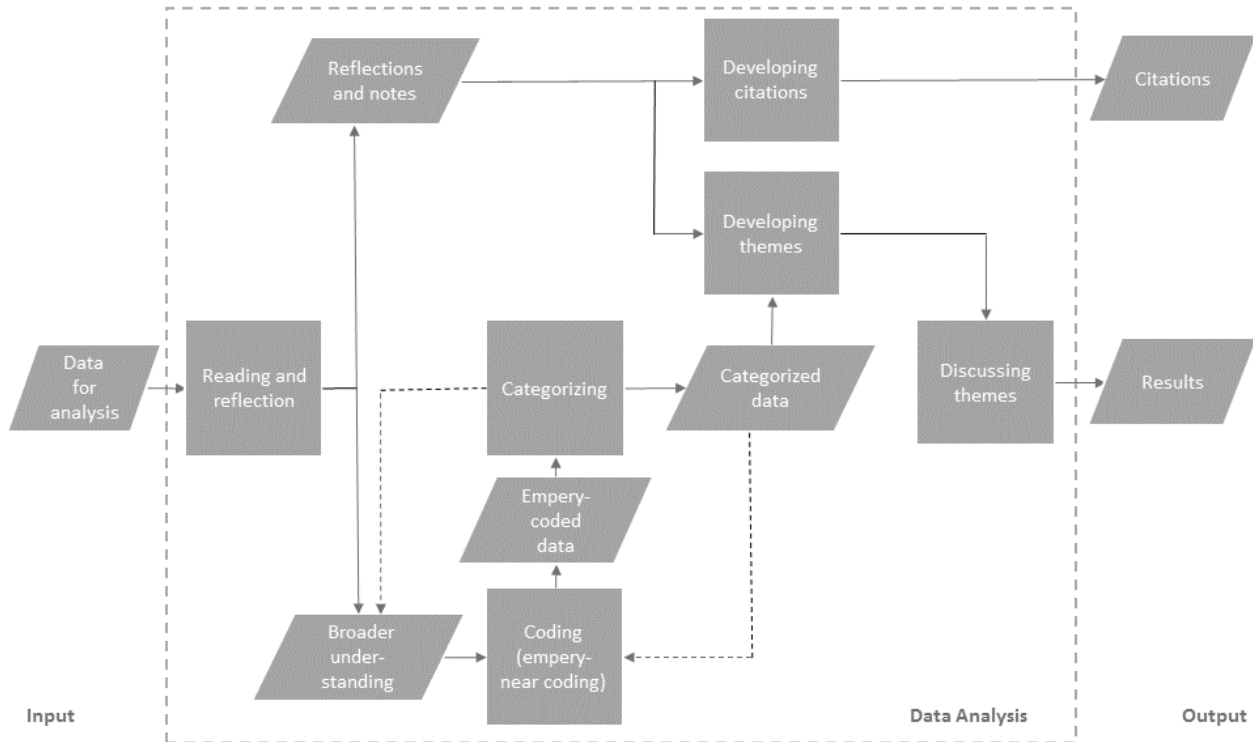 Reflections
and notes
Developing
citations
Citations
Developing
themes
Data
for
analysis
Reading and
reflection
Categorizing
Categorized
data
Discussing
themes
Results
Empery-
coded
data
Broader
under-
standing
Coding
(empery-
near coding)
Input
Data Analysis
Output